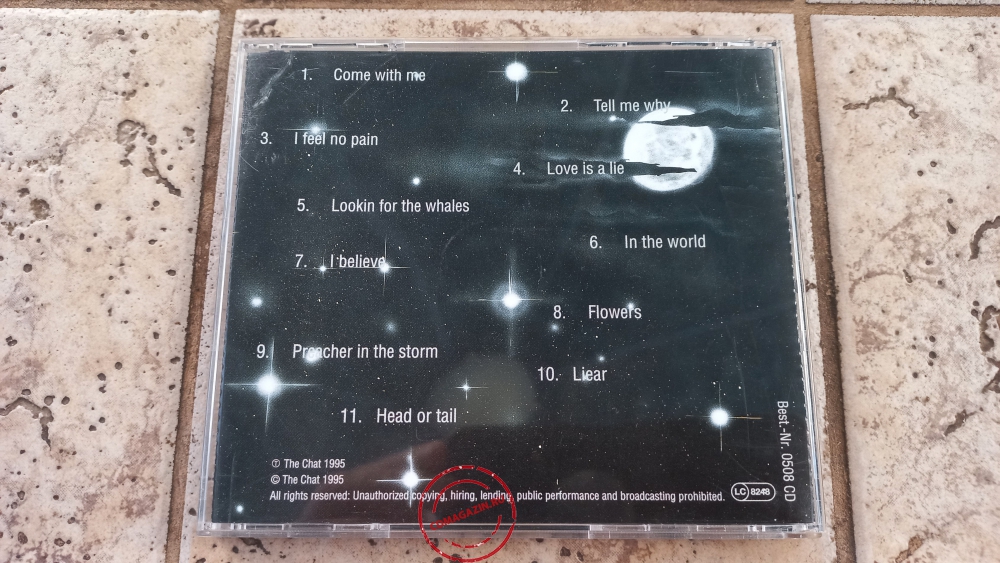 1. Come with me
2. Tell me why
3. I feel no pain
4. Love is a lie
5. Lookin for the whales
6. In the world
7. I believe
8. Flowers
9. Preacher in the storm
10. Liear
11. Head or tail
Best.-Nr. 0508 CD
℗ The Chat 1995
© The Chat 1995
All rights reserved: Unauthorized copying, hiring, lending, public performance and broadcasting prohibited.
LC 8248
CDMAGAZIN.RU